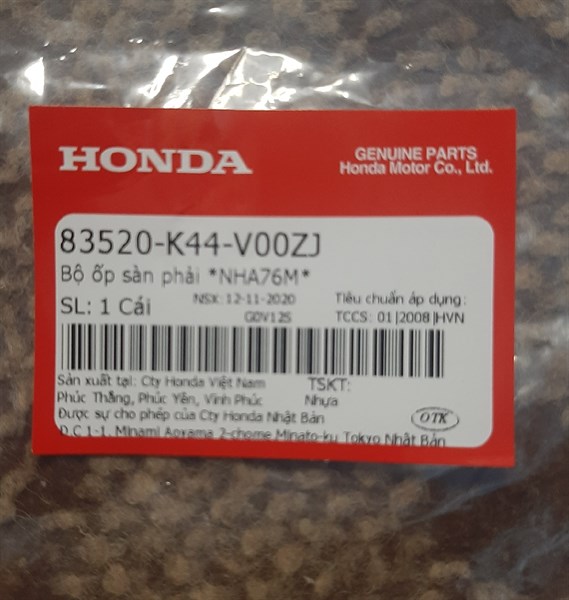 HONDA
GENUINE PARTS
Honda Motor Co., Ltd.
83520-K44-V00ZJ
Bộ ốp sàn phải *NHA76M*
SL: 1 Cái
NSX: 12-11-2020
Tiêu chuẩn áp dụng:
G0V12S
TCCS: 01|2008|HVN
Sản xuất tại: Cty Honda Việt Nam
TSKT:
Phúc Thắng, Phúc Yên, Vĩnh Phúc
Nhựa
Được sự cho phép của Cty Honda Nhật Bản
OTK
Đ.C 1-1, Minami Aoyama 2-chome Minato-ku Tokyo Nhật Bản